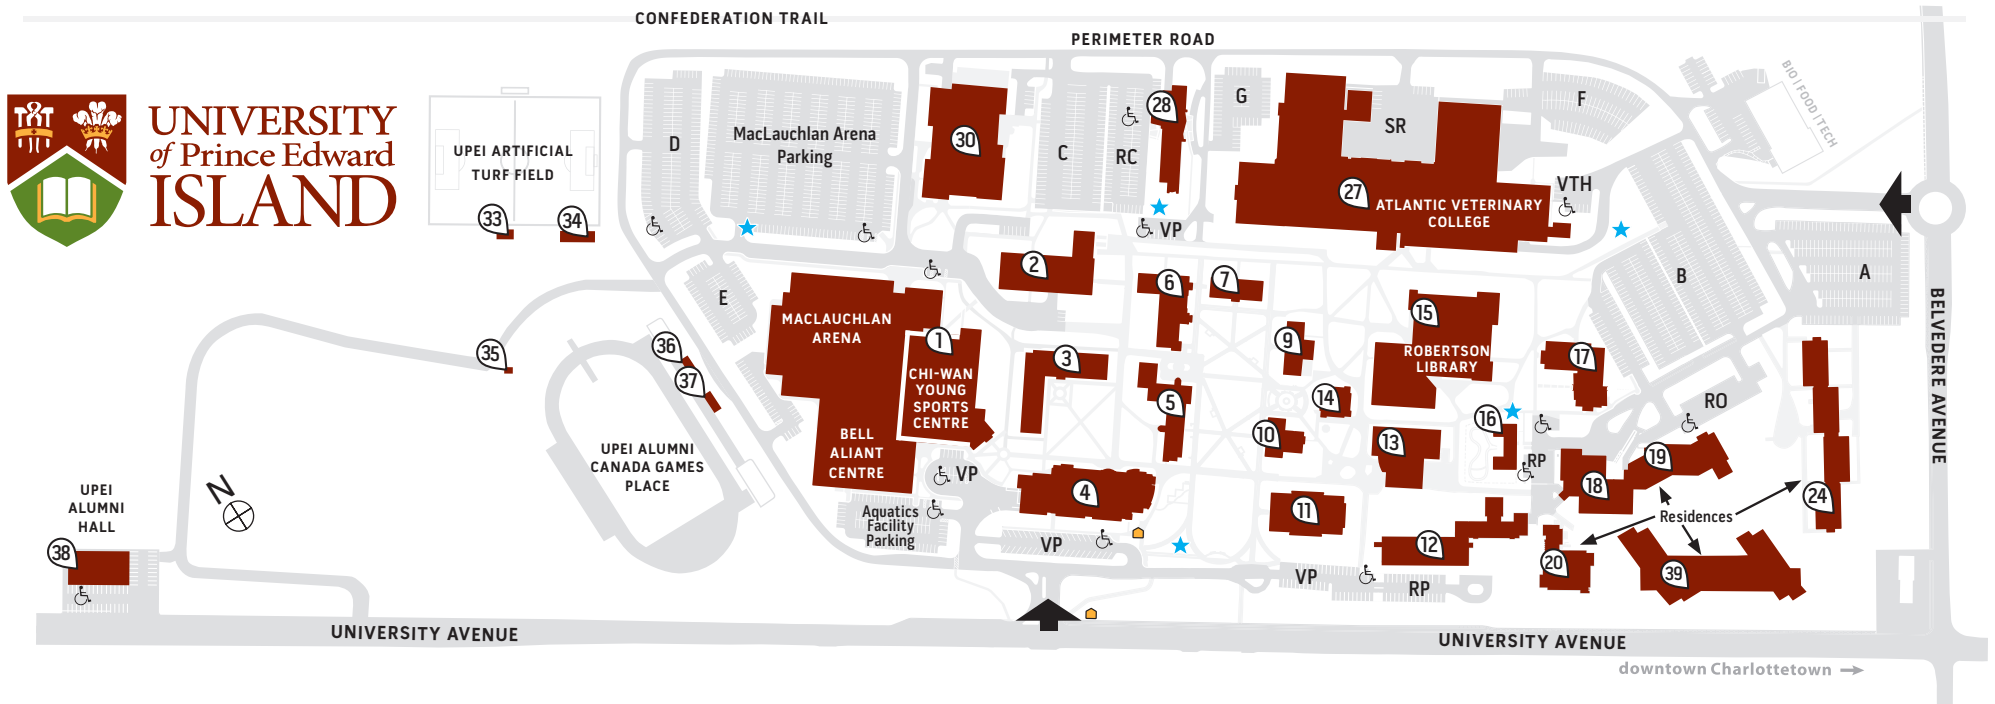 CONFEDERATION TRAIL
PERIMETER ROAD
UNIVERSITY
of Prince Edward
ISLAND
UPEI ARTIFICIAL
TURF FIELD
33
34
D
MacLauchlan Arena
Parking
30
C
RC
28
G
SR
F
BIO | FOOD | TECH
27
ATLANTIC VETERINARY
COLLEGE
VTH
VP
2
6
7
E
MACLAUCHLAN
ARENA
1
CHI-WAN
YOUNG
SPORTS
CENTRE
BELL
ALIANT
CENTRE
3
5
9
14
10
15
ROBERTSON
LIBRARY
13
16
17
B
A
BELVEDERE AVENUE
RO
RP
35
36
37
UPEI ALUMNI
CANADA GAMES
PLACE
N
UPEI
ALUMNI
HALL
38
VP
Aquatics
Facility
Parking
4
VP
11
12
18
19
24
Residences
20
39
VP
RP
UNIVERSITY AVENUE
UNIVERSITY AVENUE
downtown Charlottetown